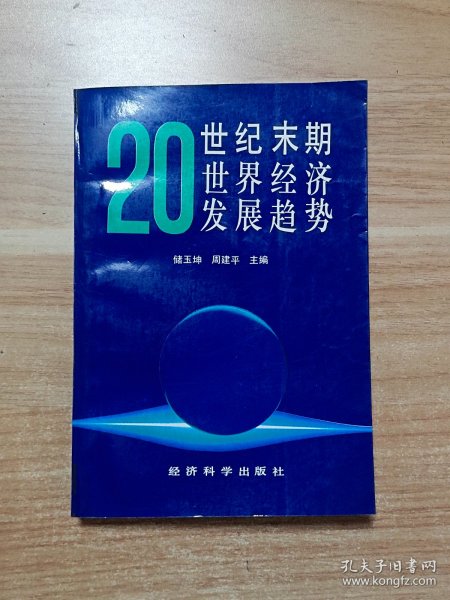 20世纪末期
世界经济
发展趋势
储玉坤 周建平 主编
经济科学出版社
孔夫子旧书网
www.kongfz.com